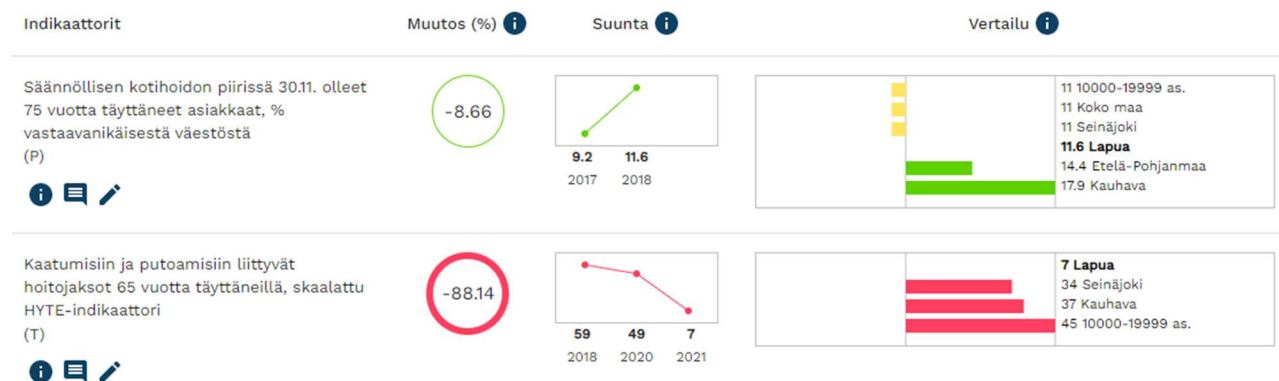 Indikaattorit
Muutos (%)
Suunta
Vertailu
Säännöllisen kotihoidon piirissä 30.11. olleet
75 vuotta täyttäneet asiakkaat, %
vastaavanikäisestä väestöstä
(P)
-8.66
9.2 11.6
2017 2018
11 10000-19999 as.
11 Koko maa
11 Seinäjoki
11.6 Lapua
14.4 Etelä-Pohjanmaa
17.9 Kauhava
Kaatumisiin ja putoamisiin liittyvät
hoitojaksot 65 vuotta täyttäneillä, skaalattu
HYTE-indikaattori
(T)
-88.14
59 49 7
2018 2020 2021
7 Lapua
34 Seinäjoki
37 Kauhava
45 10000-19999 as.